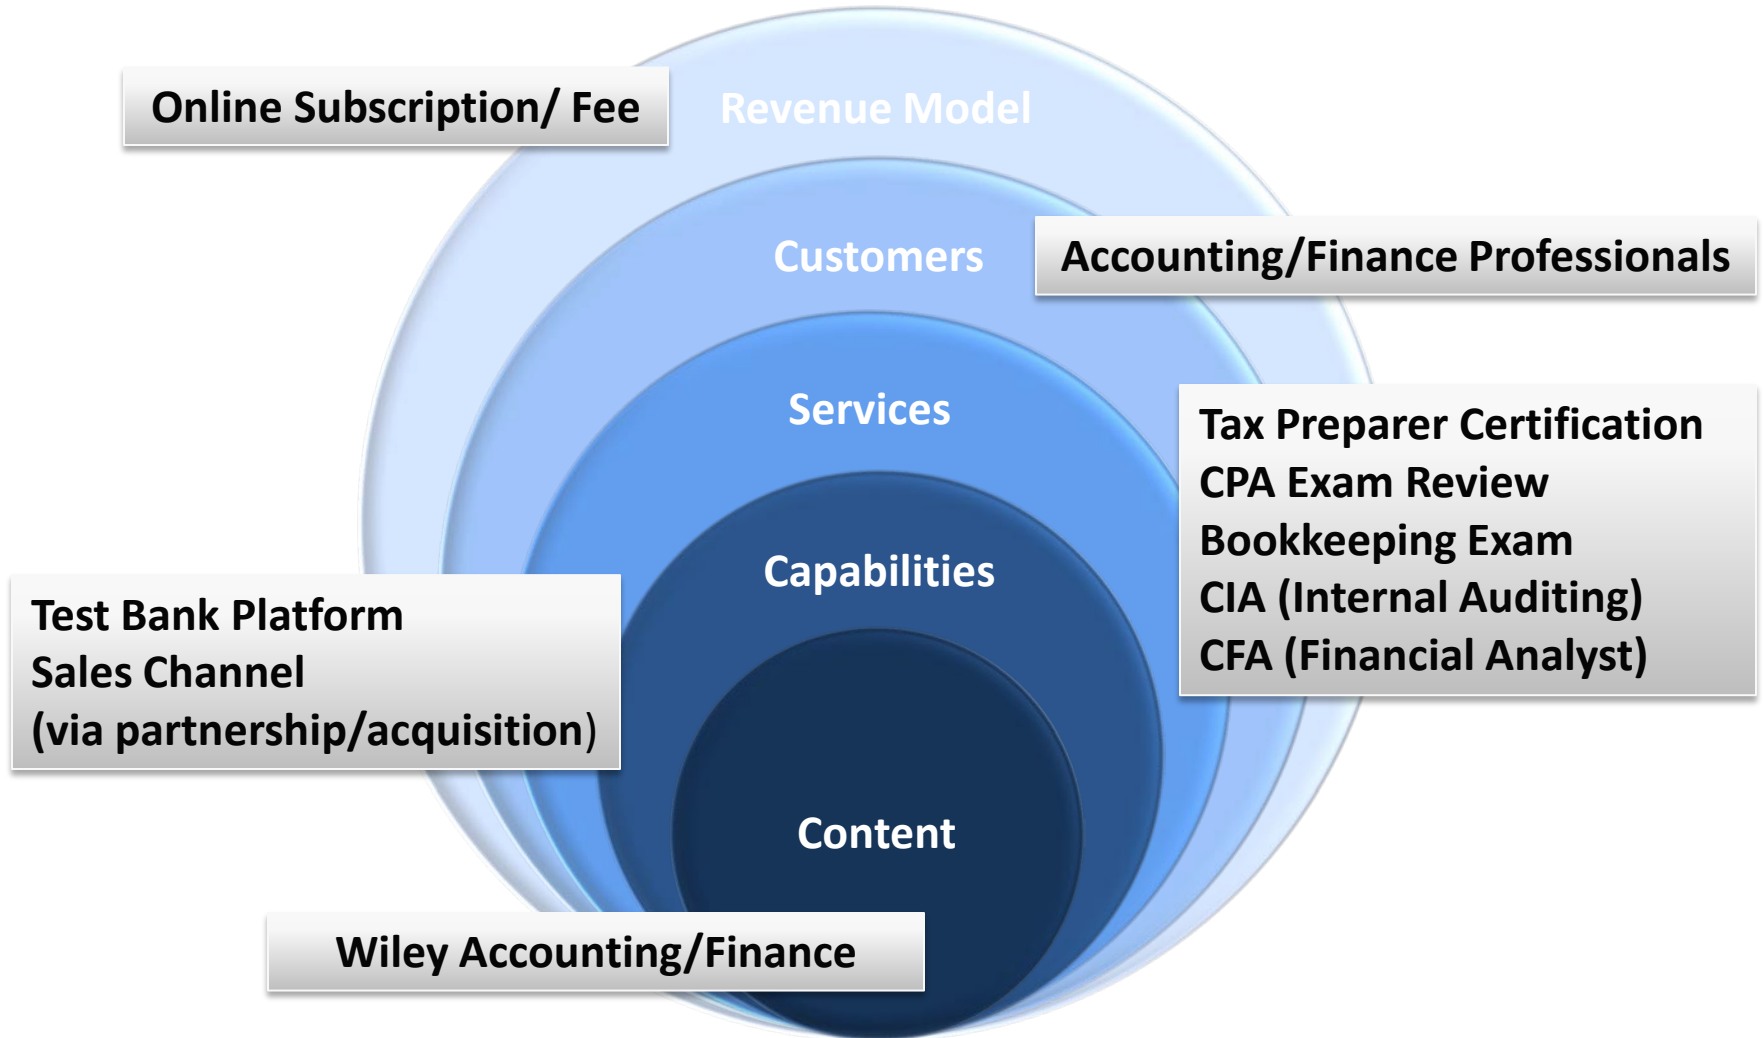 Online Subscription/ Fee
Revenue Model
Customers
Accounting/Finance Professionals
Services
Tax Preparer Certification
CPA Exam Review
Bookkeeping Exam
CIA (Internal Auditing)
CFA (Financial Analyst)
Capabilities
Test Bank Platform
Sales Channel
(via partnership/acquisition)
Content
Wiley Accounting/Finance